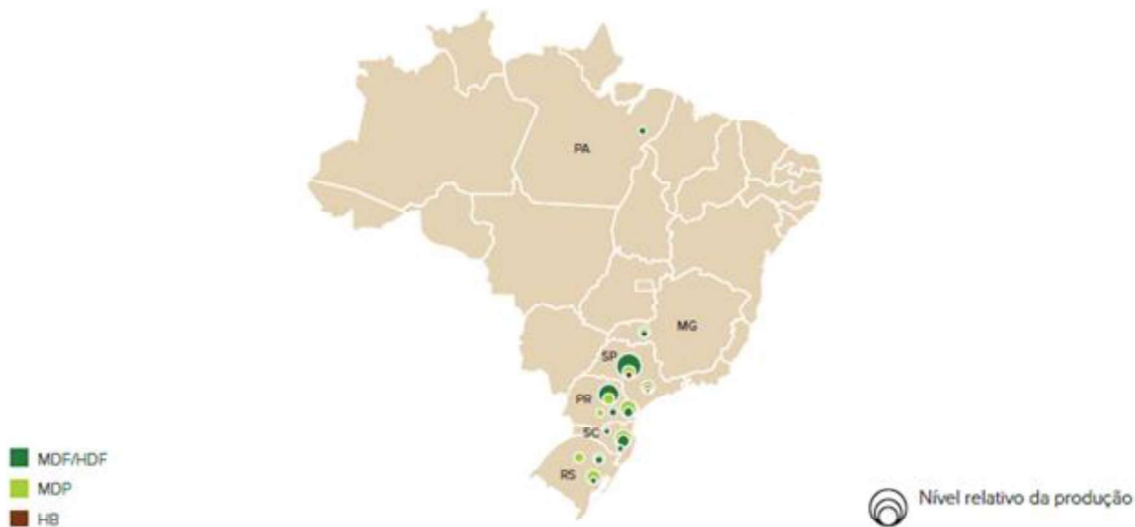 PA
MG
SP
PR
SC
RS
MDF/HDF
MDP
HB
Nível relativo da produção